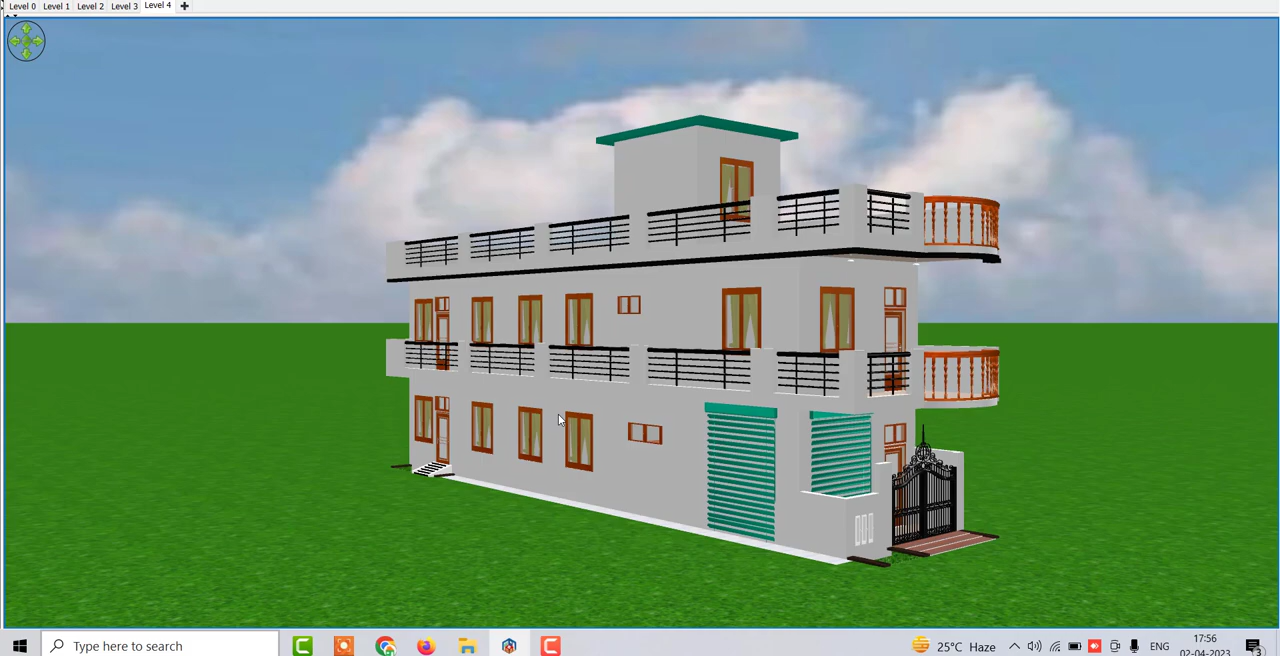 Level 0 Level 1 Level 2 Level 3 Level 4
Type here to search
25°C Haze
ENG
17:56
02-04-2023
3